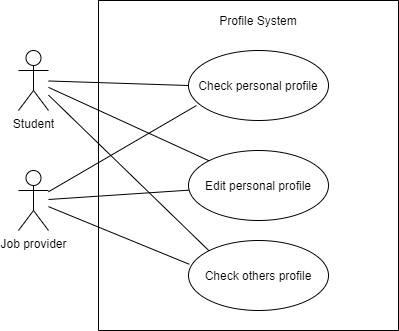 Profile System
Check personal profile
Student
Edit personal profile
Job provider
Check others profile